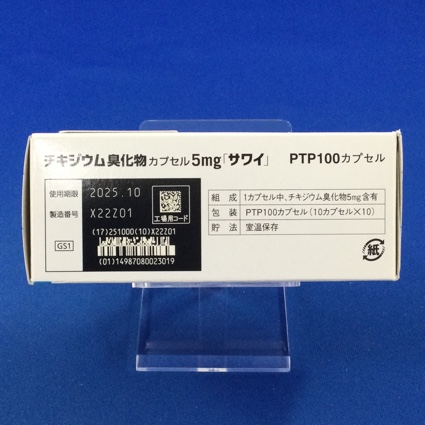 チキジウム臭化物カプセル5mg「サワイ」 PTP100カプセル
使用期限 2025.10
製造番号 X22Z01
工場用コード
組成 1カプセル中、チキジウム臭化物5mg含有
包装 PTP100カプセル（10カプセル×10）
貯法 室温保存
GS1
(17)251000(10)X22Z01
(01)14987080023019
紙